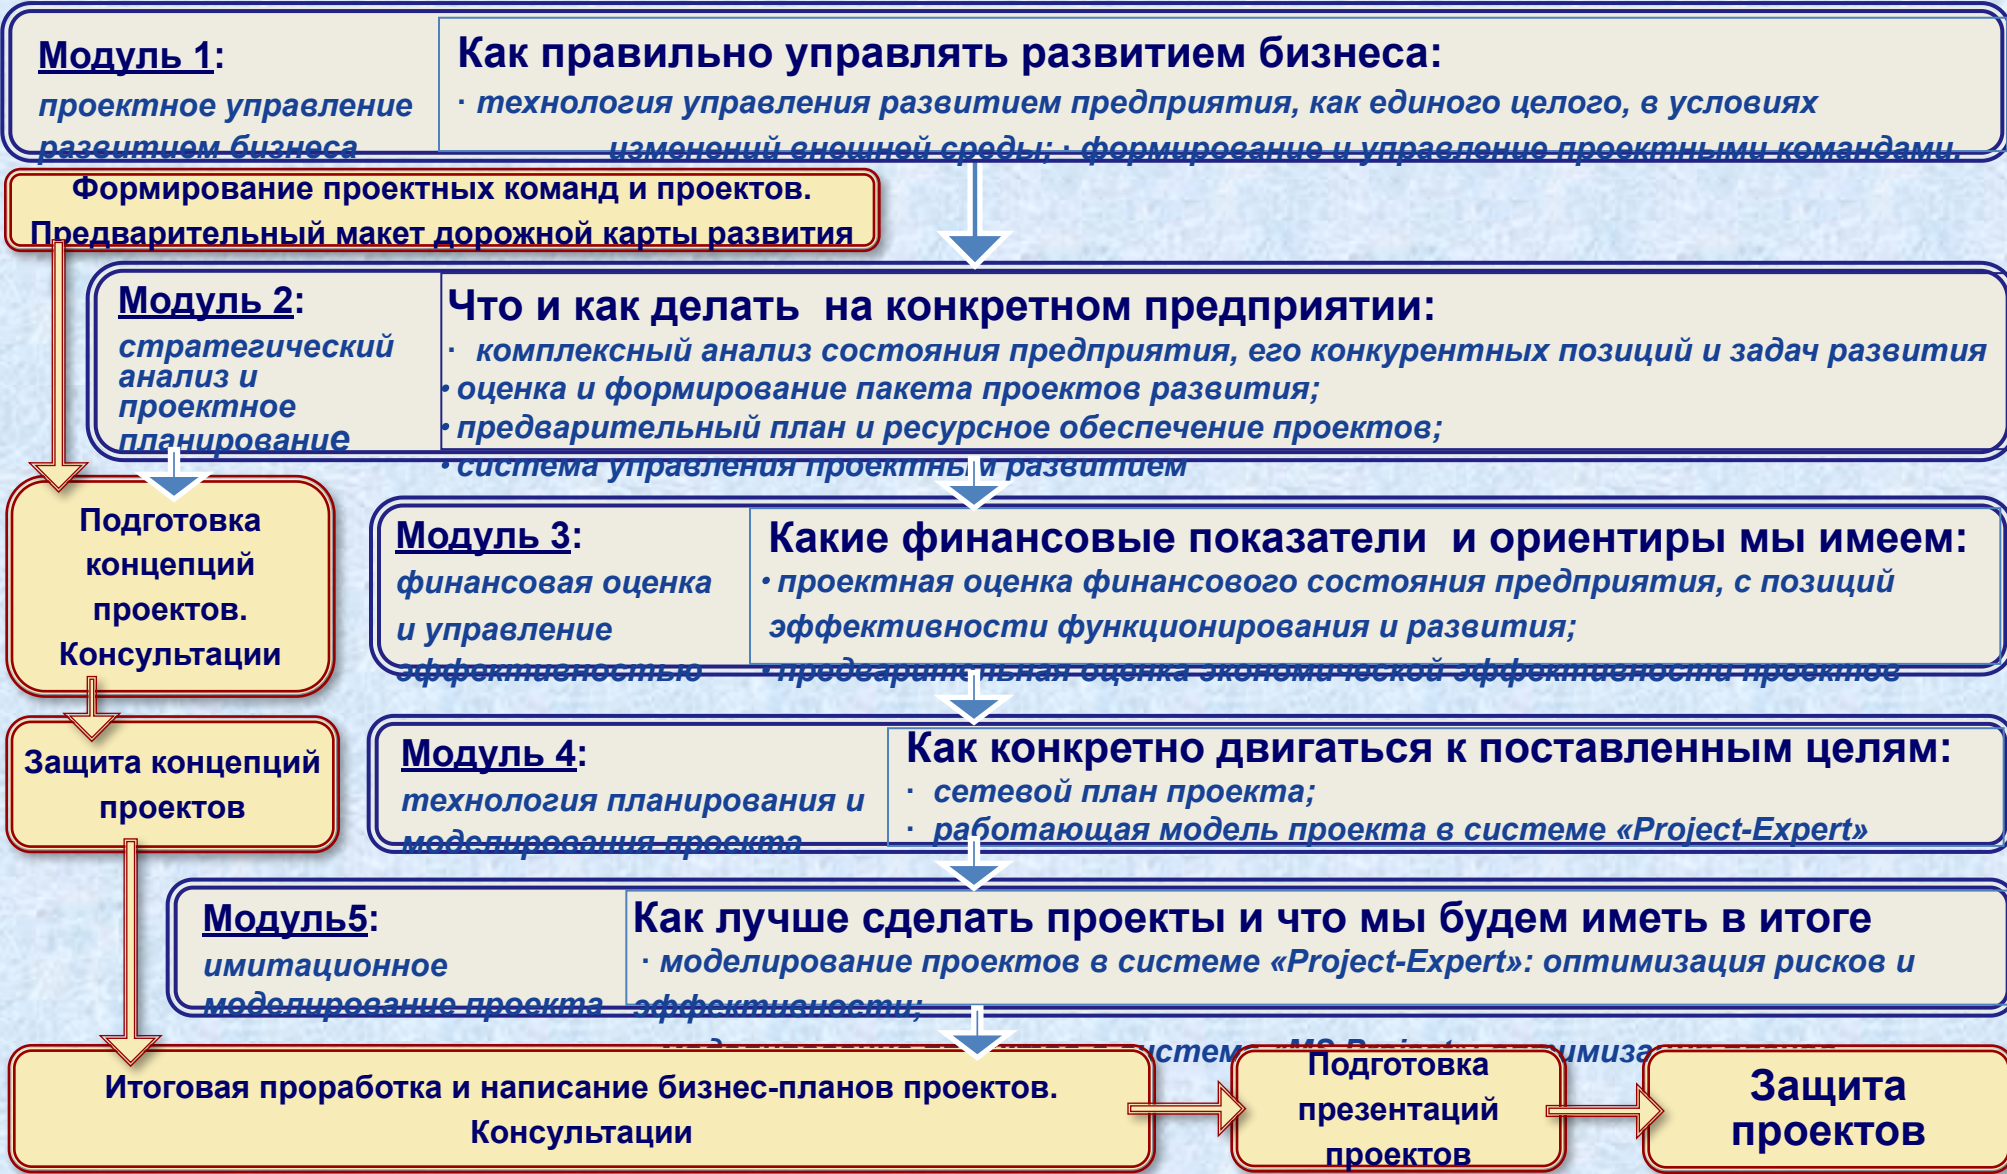 Модуль 1:
проектное управление
развитием бизнеса
Как правильно управлять развитием бизнеса:
· технология управления развитием предприятия, как единого целого, в условиях
изменений внешней среды; · формирование и управление проектными командами.
Формирование проектных команд и проектов.
Предварительный макет дорожной карты развития
Модуль 2:
стратегический
анализ и
проектное
планирование
Что и как делать на конкретном предприятии:
· комплексный анализ состояния предприятия, его конкурентных позиций и задач развития
• оценка и формирование пакета проектов развития;
• предварительный план и ресурсное обеспечение проектов;
• система управления проектным развитием
Подготовка
концепций
проектов.
Консультации
Модуль 3:
финансовая оценка
и управление
эффективностью
Какие финансовые показатели и ориентиры мы имеем:
• проектная оценка финансового состояния предприятия, с позиций
эффективности функционирования и развития;
• предварительная оценка экономической эффективности проектов
Защита концепций
проектов
Модуль 4:
технология планирования и
моделирования проекта
Как конкретно двигаться к поставленным целям:
· сетевой план проекта;
· работающая модель проекта в системе «Project-Expert»
Модуль5:
имитационное
моделирование проекта
Как лучше сделать проекты и что мы будем иметь в итоге
· моделирование проектов в системе «Project-Expert»: оптимизация рисков и
эффективности;
системе «MS Project»:
Итоговая проработка и написание бизнес-планов проектов.
Консультации
Подготовка
презентаций
проектов
Защита
проектов